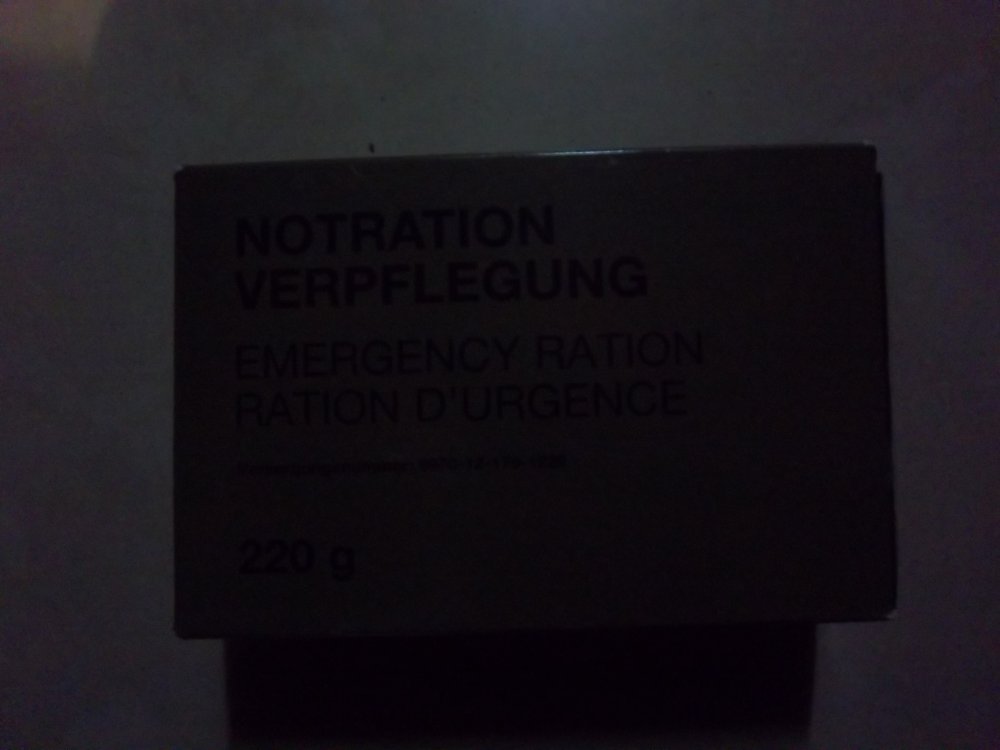 NOTRATION
VERPFLEGUNG
EMERGENCY RATION
RATION D'URGENCE
220 g